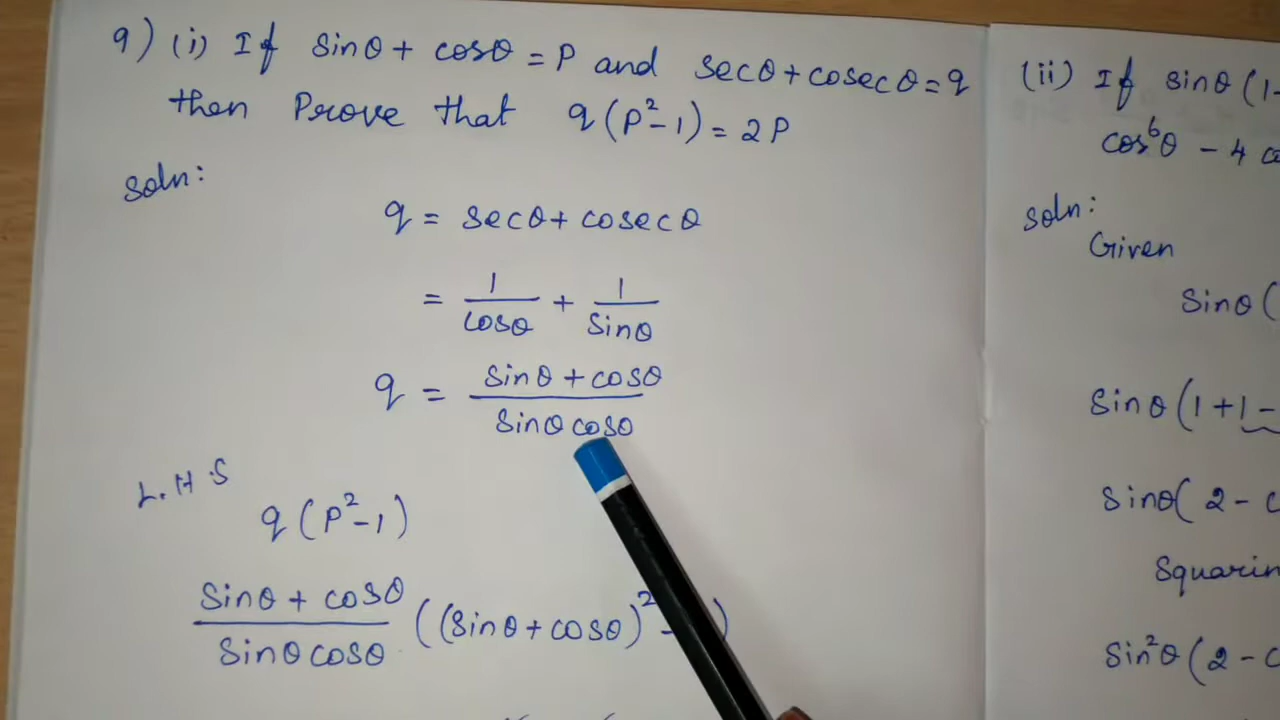 9) (i) If sinθ + cosθ = P and secθ + cosecθ = q
then Prove that q(P²-1) = 2P
Soln:
q = secθ + cosecθ
= 1/cosθ + 1/sinθ
q = sinθ + cosθ / sinθ cosθ
L.H.S
q(P²-1)
sinθ + cosθ / sinθ cosθ ((sinθ + cosθ)² - )
(ii) If sinθ (1-
cos⁶θ - 4
Soln:
Given
Sinθ (
Sinθ (1+1-
Sinθ( 2 - c
Squarin
Sin²θ (2 - c